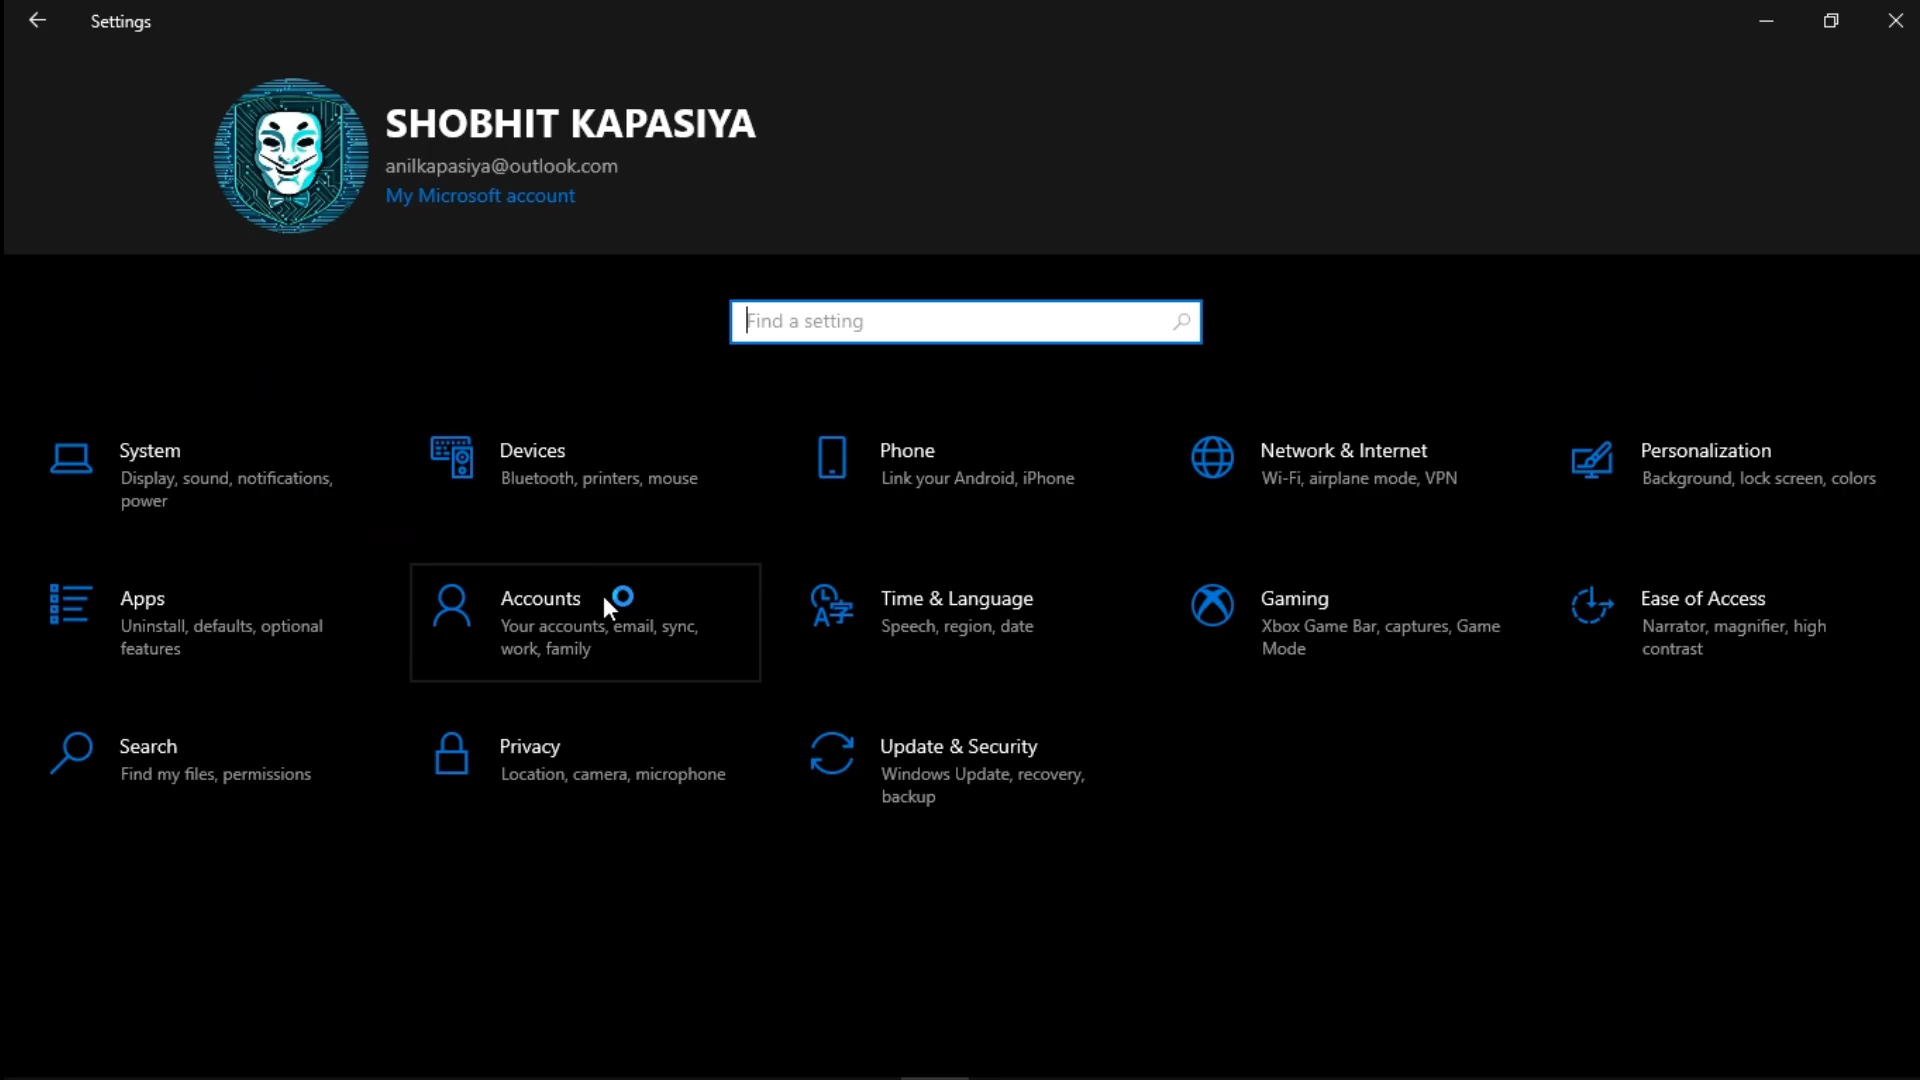 Settings
SHOBHIT KAPASIYA
anilkapasiya@outlook.com
My Microsoft account
Find a setting
System
Display, sound, notifications,
power
Devices
Bluetooth, printers, mouse
Phone
Link your Android, iPhone
Network & Internet
Wi-Fi, airplane mode, VPN
Personalization
Background, lock screen, colors
Apps
Uninstall, defaults, optional
features
Accounts
Your accounts, email, sync,
work, family
Time & Language
Speech, region, date
Gaming
Xbox Game Bar, captures, Game
Mode
Ease of Access
Narrator, magnifier, high
contrast
Search
Find my files, permissions
Privacy
Location, camera, microphone
Update & Security
Windows Update, recovery,
backup